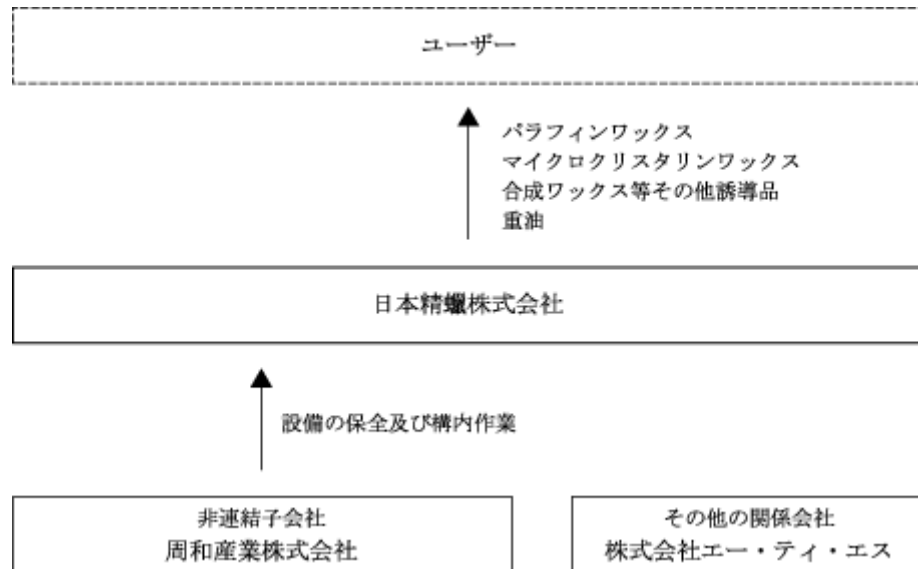 ユーザー
パラフィンワックス
マイクロクリスタリンワックス
合成ワックス等その他誘導品
重油
日本精蠟株式会社
設備の保全及び構内作業
非連結子会社
周和産業株式会社
その他の関係会社
株式会社エー・ティ・エス